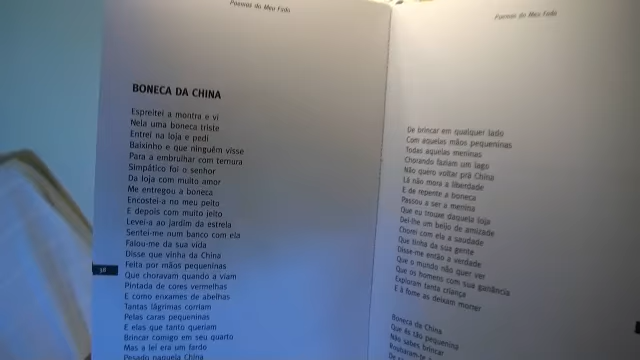 Poemas do Meu Fado
BONECA DA CHINA
Espreitei a montra e vi
Nela uma boneca triste
Entrei na loja e pedi
Baixinho e que ninguém visse
Para a embrulhar com ternura
Simpático foi o senhor
Da loja com muito amor
Me entregou a boneca
Encostei-a no meu peito
E depois com muito jeito
Levei-a ao jardim da estrela
Sentei-me num banco com ela
Falou-me da sua vida
Disse que vinha da China
Feita por mãos pequeninas
Que choravam quando a viam
Pintada de cores vermelhas
E como enxames de abelhas
Tantas lágrimas corriam
Pelas caras pequeninas
E elas que tanto queriam
Brincar comigo em seu quarto
Mas a lei era um fardo
Pesado naquela China
56
Poemas do Meu Fado
De brincar em qualquer lado
Com aquelas mãos pequeninas
Todas aquelas meninas
Chorando faziam um lago
Não quero voltar prá China
Lá não mora a liberdade
E de repente a boneca
Passou a ser a menina
Que eu trouxe daquela loja
Dei-lhe um beijo de amizade
Chorei com ela a saudade
Que tinha da sua gente
Disse-me então a verdade
Que o mundo não quer ver
Que os homens com sua ganância
Exploram tanta criança
E à fome as deixam morrer
Boneca da China
Que és tão pequenina
Não sabes brincar